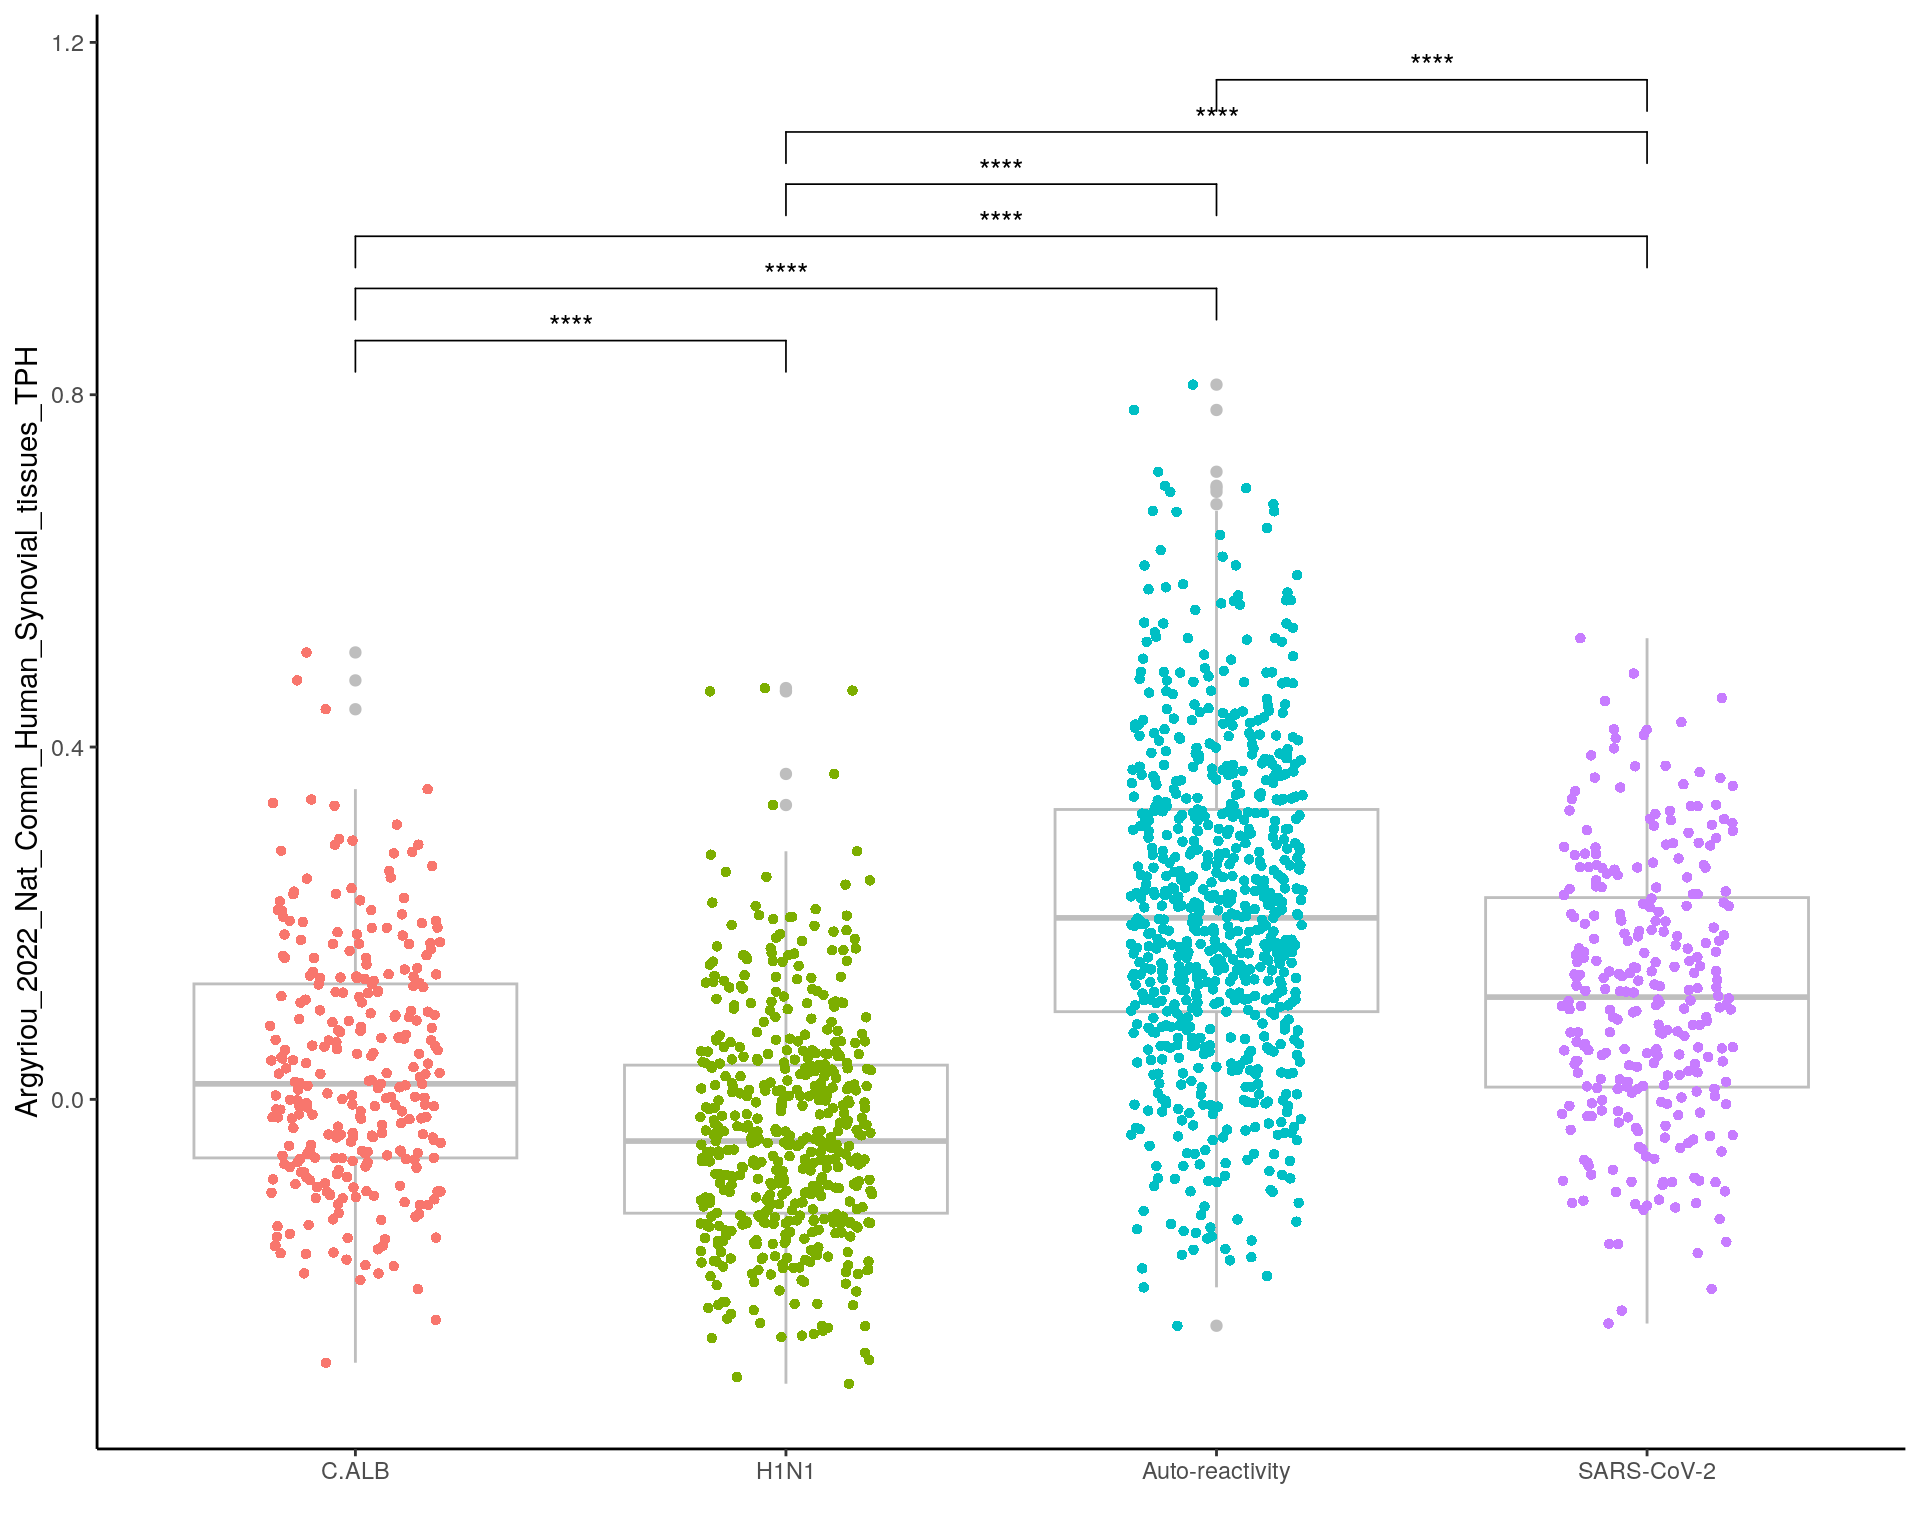 Argyriou_2022_Nat_Comm_Human_Synovial_tissues_TPH
1.2
0.8
0.4
0.0
****
****
****
****
****
****
C.ALB
H1N1
Auto-reactivity
SARS-CoV-2